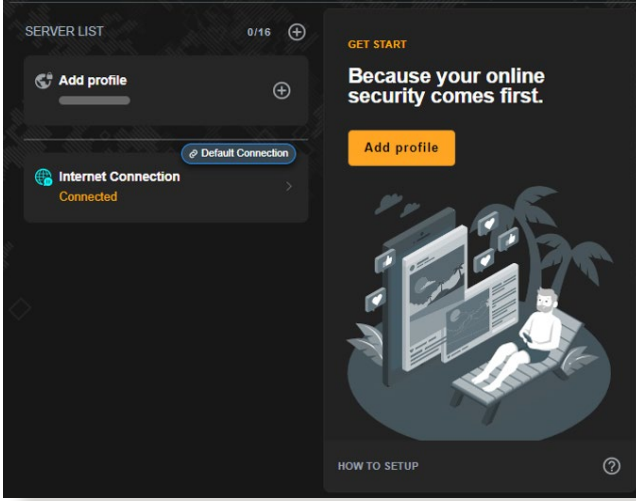 SERVER LIST
0/16
Add profile
Default Connection
Internet Connection
Connected
GET START
Because your online
security comes first.
Add profile
HOW TO SETUP